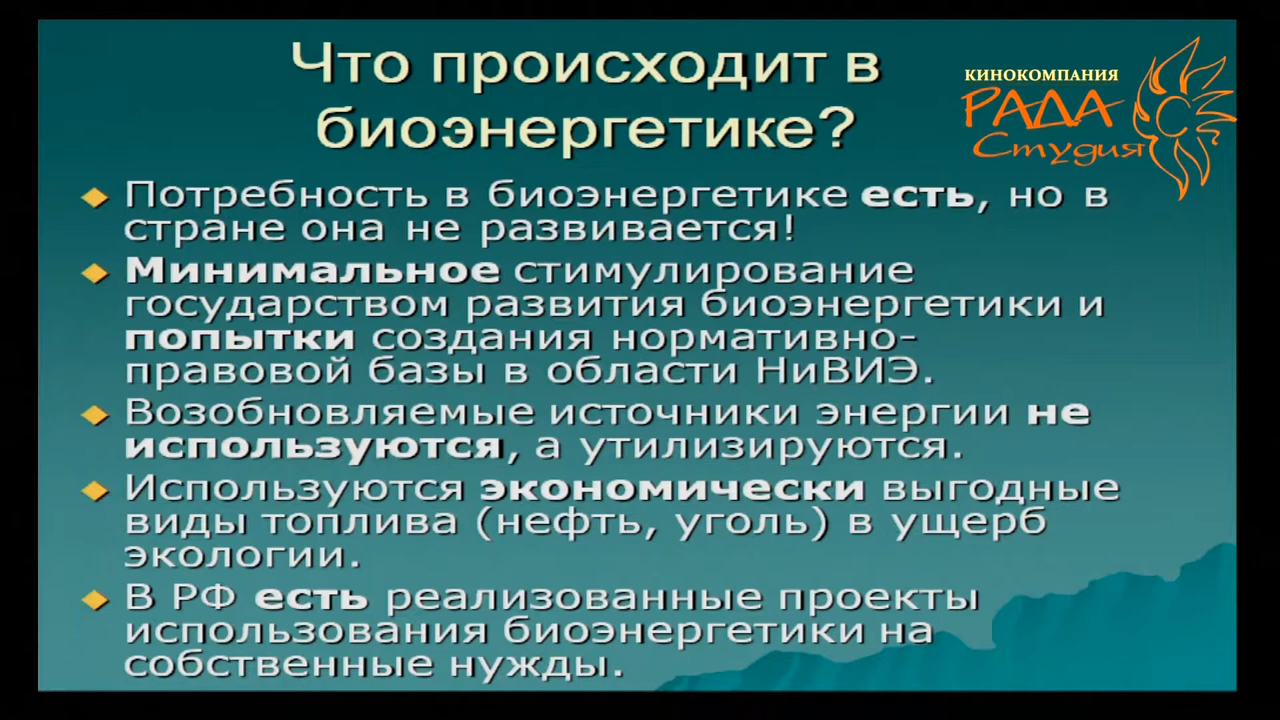 Что происходит в
биоэнергетике?
КИНОКОМПАНИЯ
РАДА
Студия
Потребность в биоэнергетике есть, но в
стране она не развивается!
Минимальное стимулирование
государством развития биоэнергетики и
попытки создания нормативно-
правовой базы в области НиВИЭ.
Возобновляемые источники энергии не
используются, а утилизируются.
Используются экономически выгодные
виды топлива (нефть, уголь) в ущерб
экологии.
В РФ есть реализованные проекты
использования биоэнергетики на
собственные нужды.